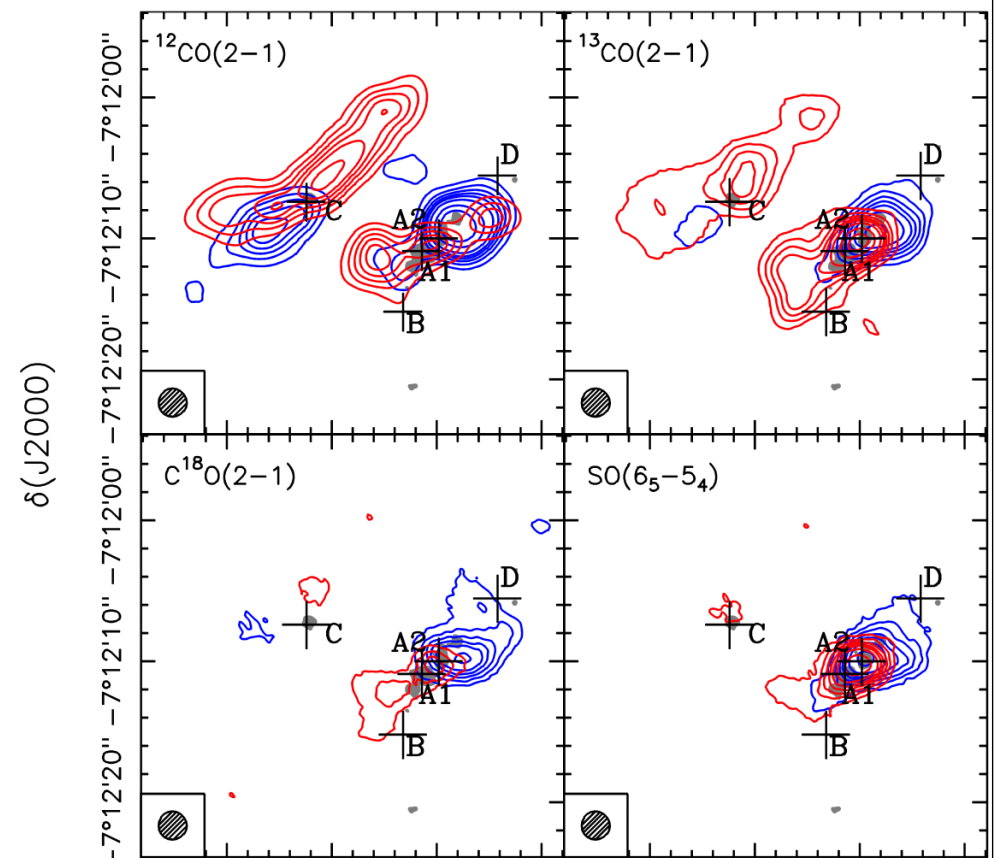 ¹²CO(2−1)
D
C
A2
A1
B
¹³CO(2−1)
D
C
A2
A1
B
C¹⁸O(2−1)
D
C
A2
A1
B
SO(6₅−5₄)
D
C
A2
A1
B
δ(J2000)
−7°12'00"
−7°12'10"
−7°12'20"
−7°12'00"
−7°12'10"
−7°12'20"